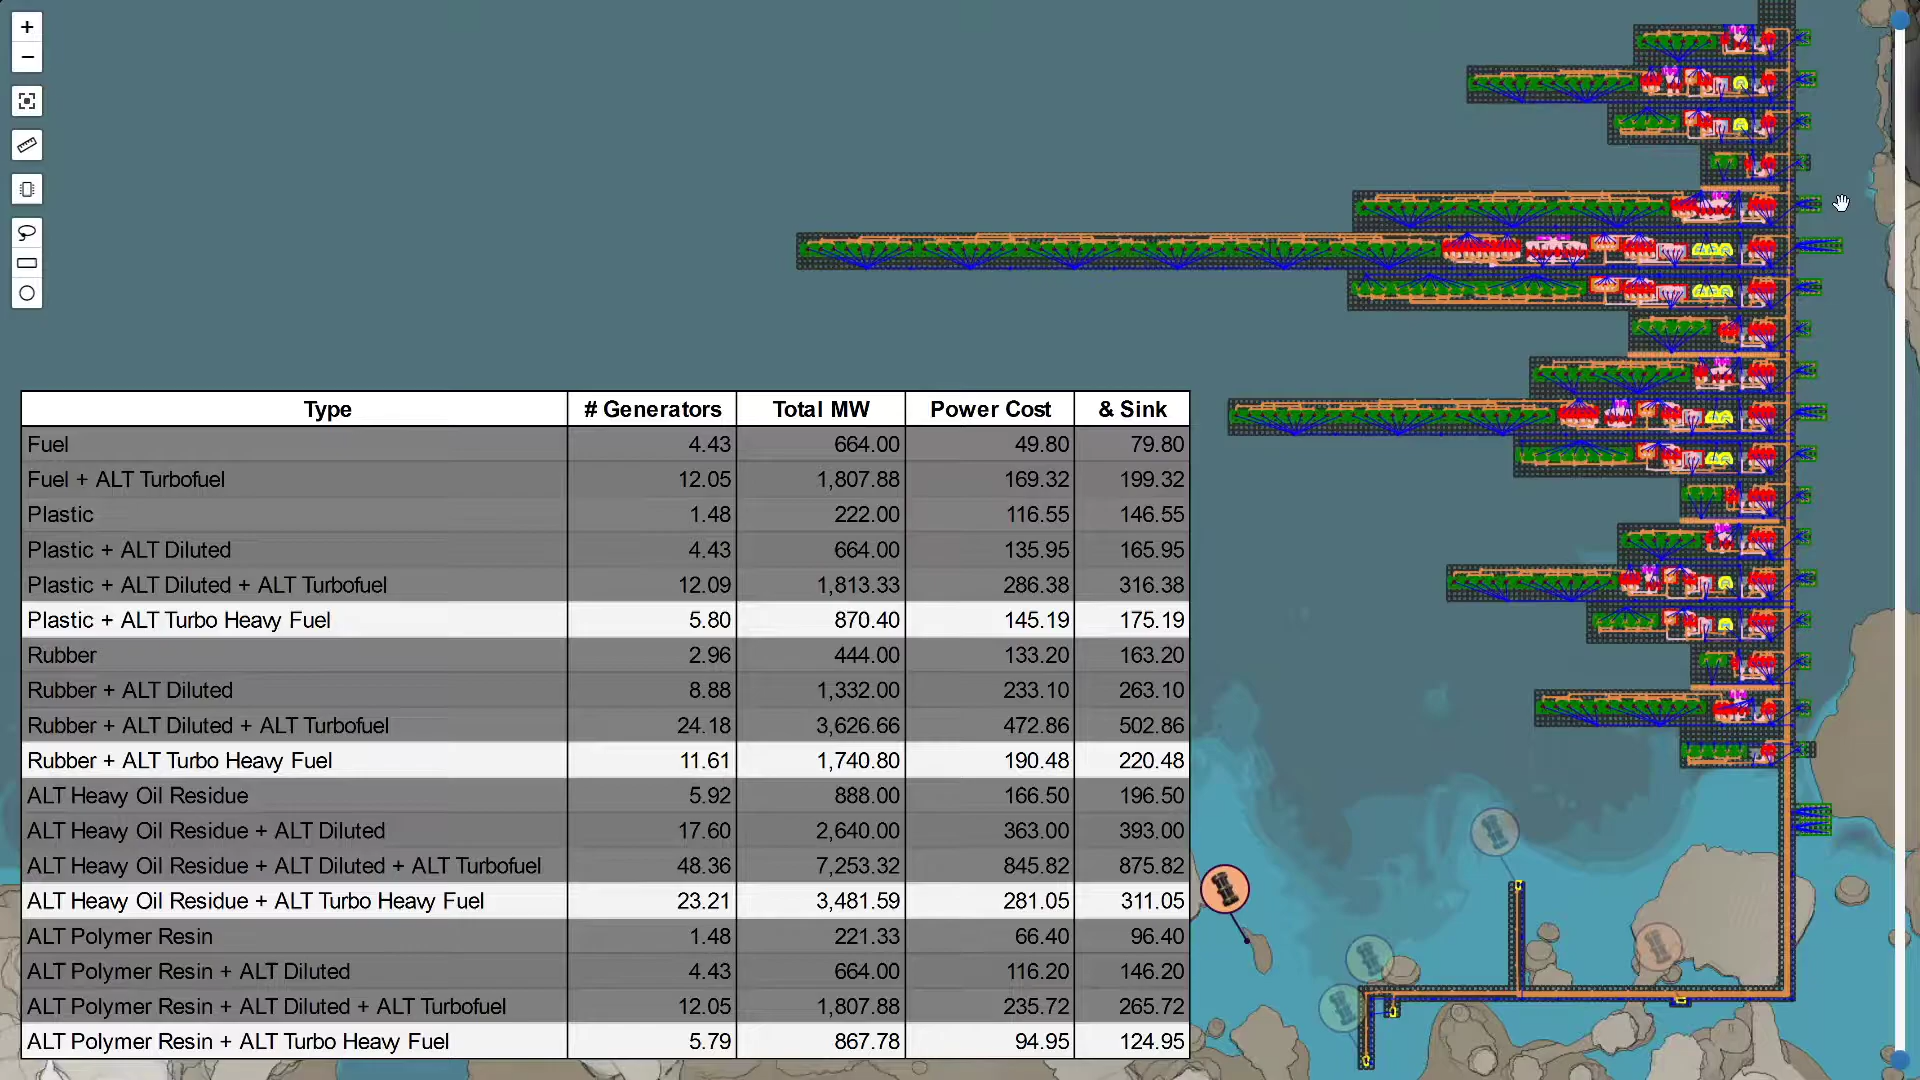 +
−
Type # Generators Total MW Power Cost & Sink
Fuel 4.43 664.00 49.80 79.80
Fuel + ALT Turbofuel 12.05 1,807.88 169.32 199.32
Plastic 1.48 222.00 116.55 146.55
Plastic + ALT Diluted 4.43 664.00 135.95 165.95
Plastic + ALT Diluted + ALT Turbofuel 12.09 1,813.33 286.38 316.38
Plastic + ALT Turbo Heavy Fuel 5.80 870.40 145.19 175.19
Rubber 2.96 444.00 133.20 163.20
Rubber + ALT Diluted 8.88 1,332.00 233.10 263.10
Rubber + ALT Diluted + ALT Turbofuel 24.18 3,626.66 472.86 502.86
Rubber + ALT Turbo Heavy Fuel 11.61 1,740.80 190.48 220.48
ALT Heavy Oil Residue 5.92 888.00 166.50 196.50
ALT Heavy Oil Residue + ALT Diluted 17.60 2,640.00 363.00 393.00
ALT Heavy Oil Residue + ALT Diluted + ALT Turbofuel 48.36 7,253.32 845.82 875.82
ALT Heavy Oil Residue + ALT Turbo Heavy Fuel 23.21 3,481.59 281.05 311.05
ALT Polymer Resin 1.48 221.33 66.40 96.40
ALT Polymer Resin + ALT Diluted 4.43 664.00 116.20 146.20
ALT Polymer Resin + ALT Diluted + ALT Turbofuel 12.05 1,807.88 235.72 265.72
ALT Polymer Resin + ALT Turbo Heavy Fuel 5.79 867.78 94.95 124.95